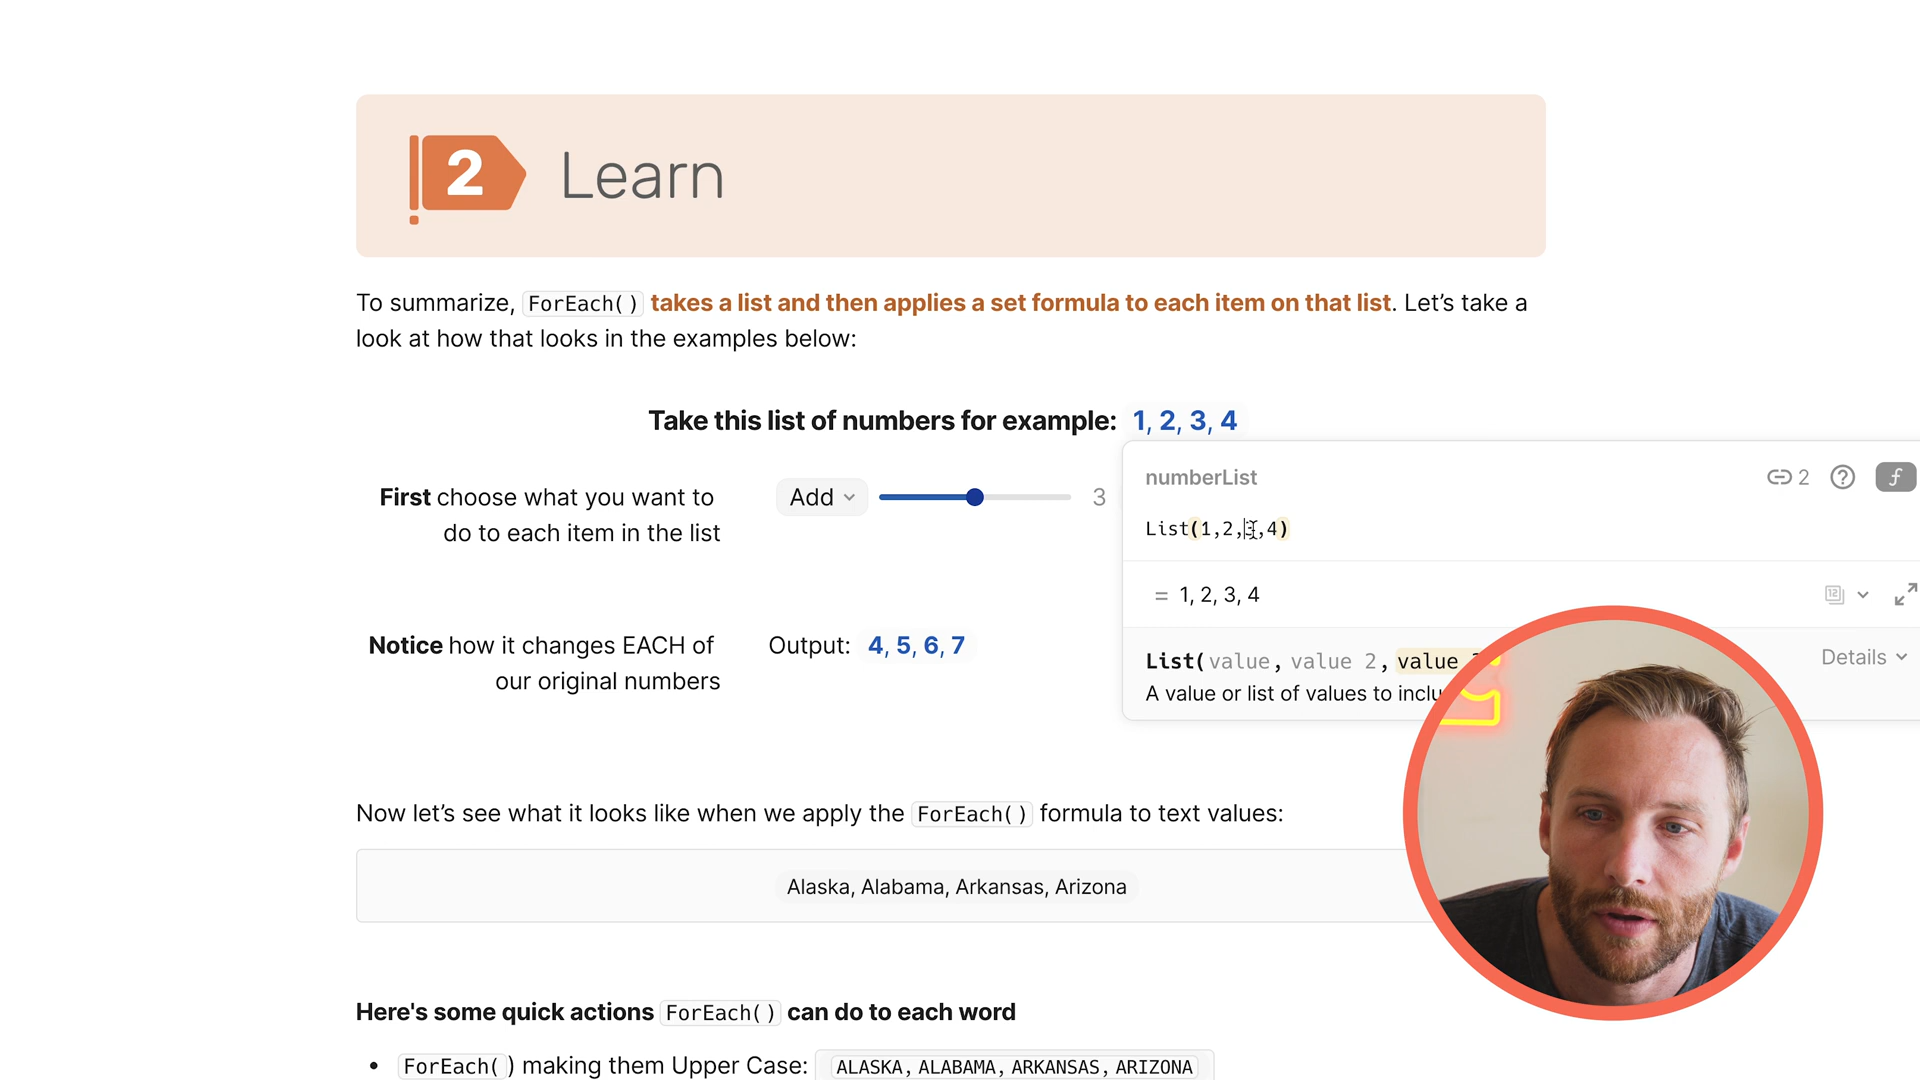 2 Learn
To summarize, ForEach() takes a list and then applies a set formula to each item on that list. Let’s take a
look at how that looks in the examples below:
Take this list of numbers for example: 1, 2, 3, 4
numberList 2
First choose what you want to
do to each item in the list
Add 3
List(1,2,3,4)
= 1, 2, 3, 4
Notice how it changes EACH of
our original numbers
Output: 4, 5, 6, 7
List(value, value 2, value
Details
A value or list of values to
Now let’s see what it looks like when we apply the ForEach() formula to text values:
Alaska, Alabama, Arkansas, Arizona
Here's some quick actions ForEach() can do to each word
• ForEach() making them Upper Case: ALASKA, ALABAMA, ARKANSAS, ARIZONA